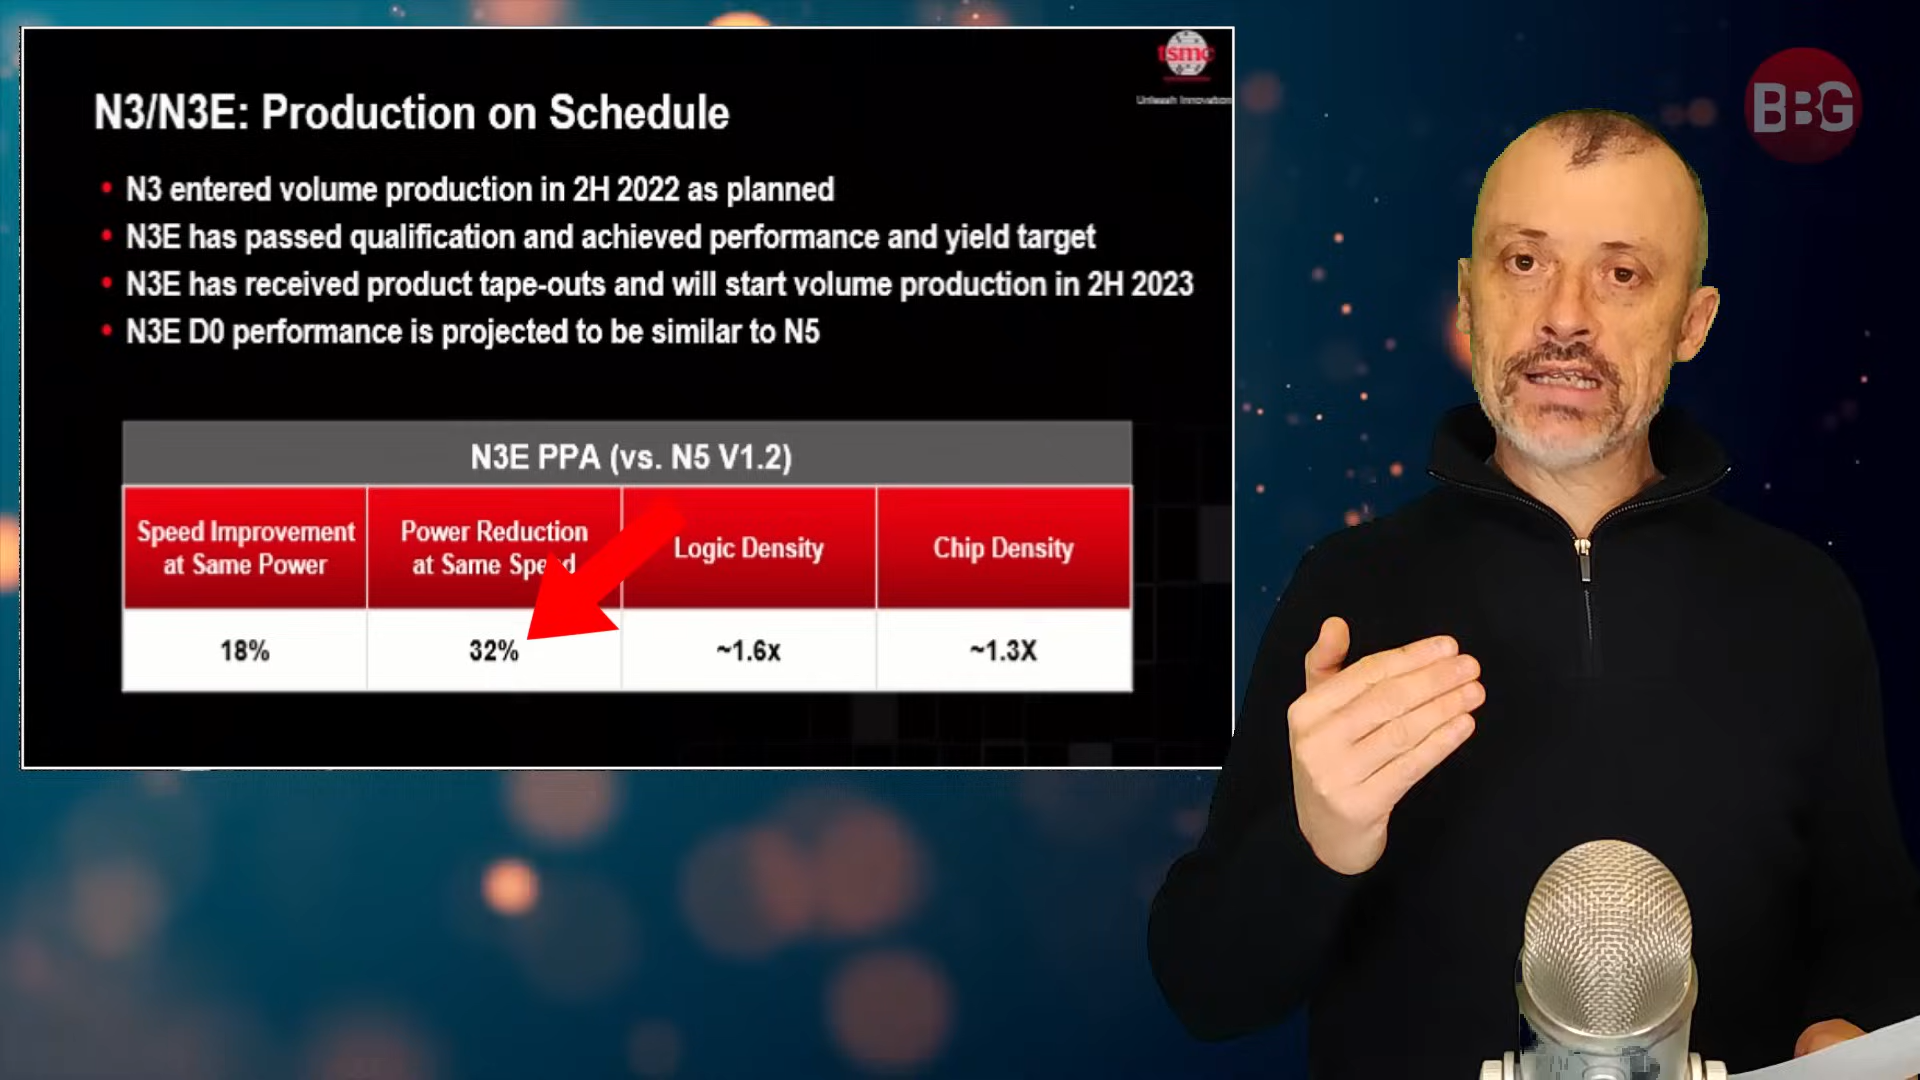 tsmc
Unleash Innovation
BBG
N3/N3E: Production on Schedule
• N3 entered volume production in 2H 2022 as planned
• N3E has passed qualification and achieved performance and yield target
• N3E has received product tape-outs and will start volume production in 2H 2023
• N3E D0 performance is projected to be similar to N5
N3E PPA (vs. N5 V1.2)
Speed Improvement
at Same Power
Power Reduction
at Same Speed
Logic Density
Chip Density
18%
32%
~1.6x
~1.3X